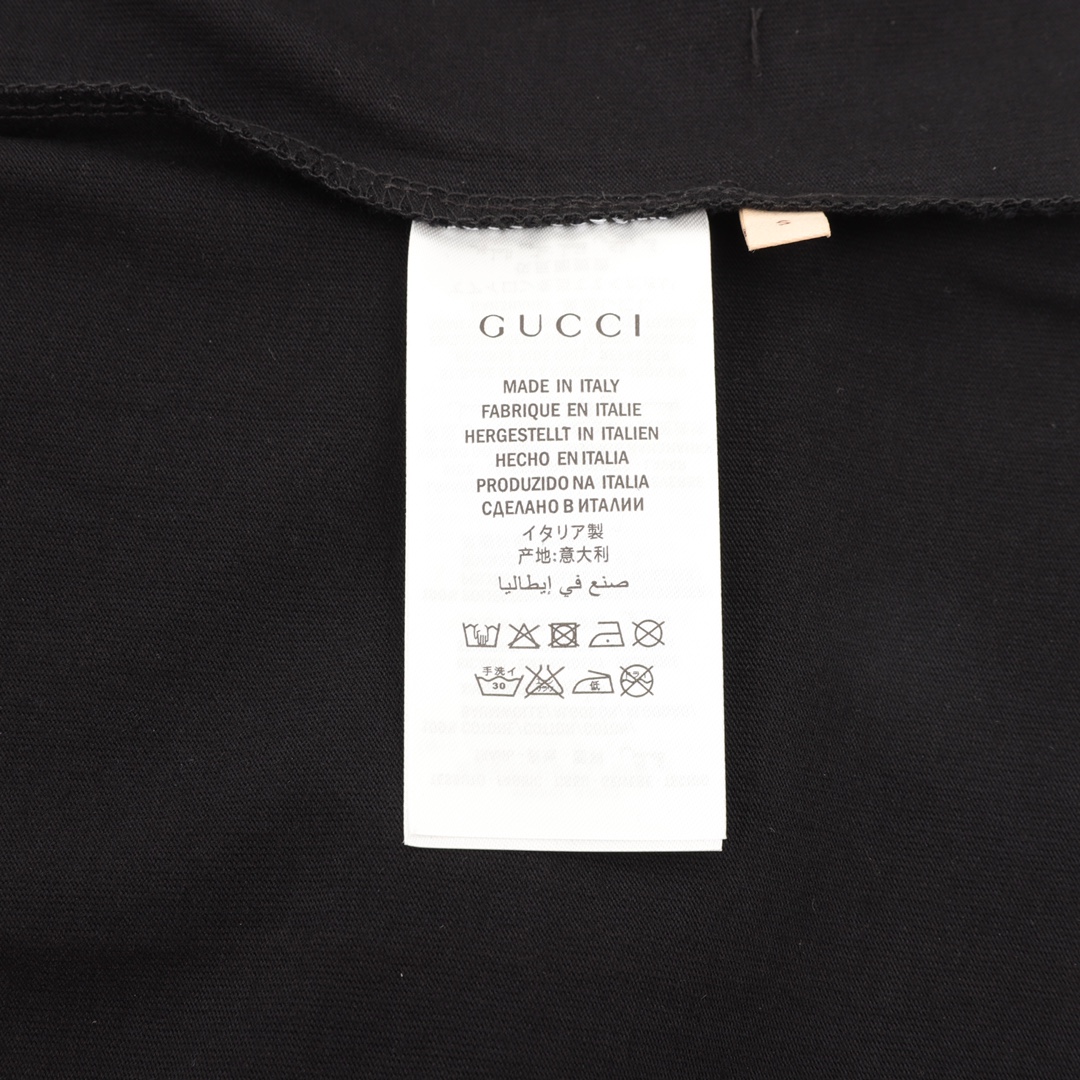 GUCCI
MADE IN ITALY
FABRIQUE EN ITALIE
HERGESTELLT IN ITALIEN
HECHO EN ITALIA
PRODUZIDO NA ITALIA
СДЕЛАНО В ИТАЛИИ
イタリア製
产地:意大利
صنع في إيطاليا
手洗イ
30 低
S